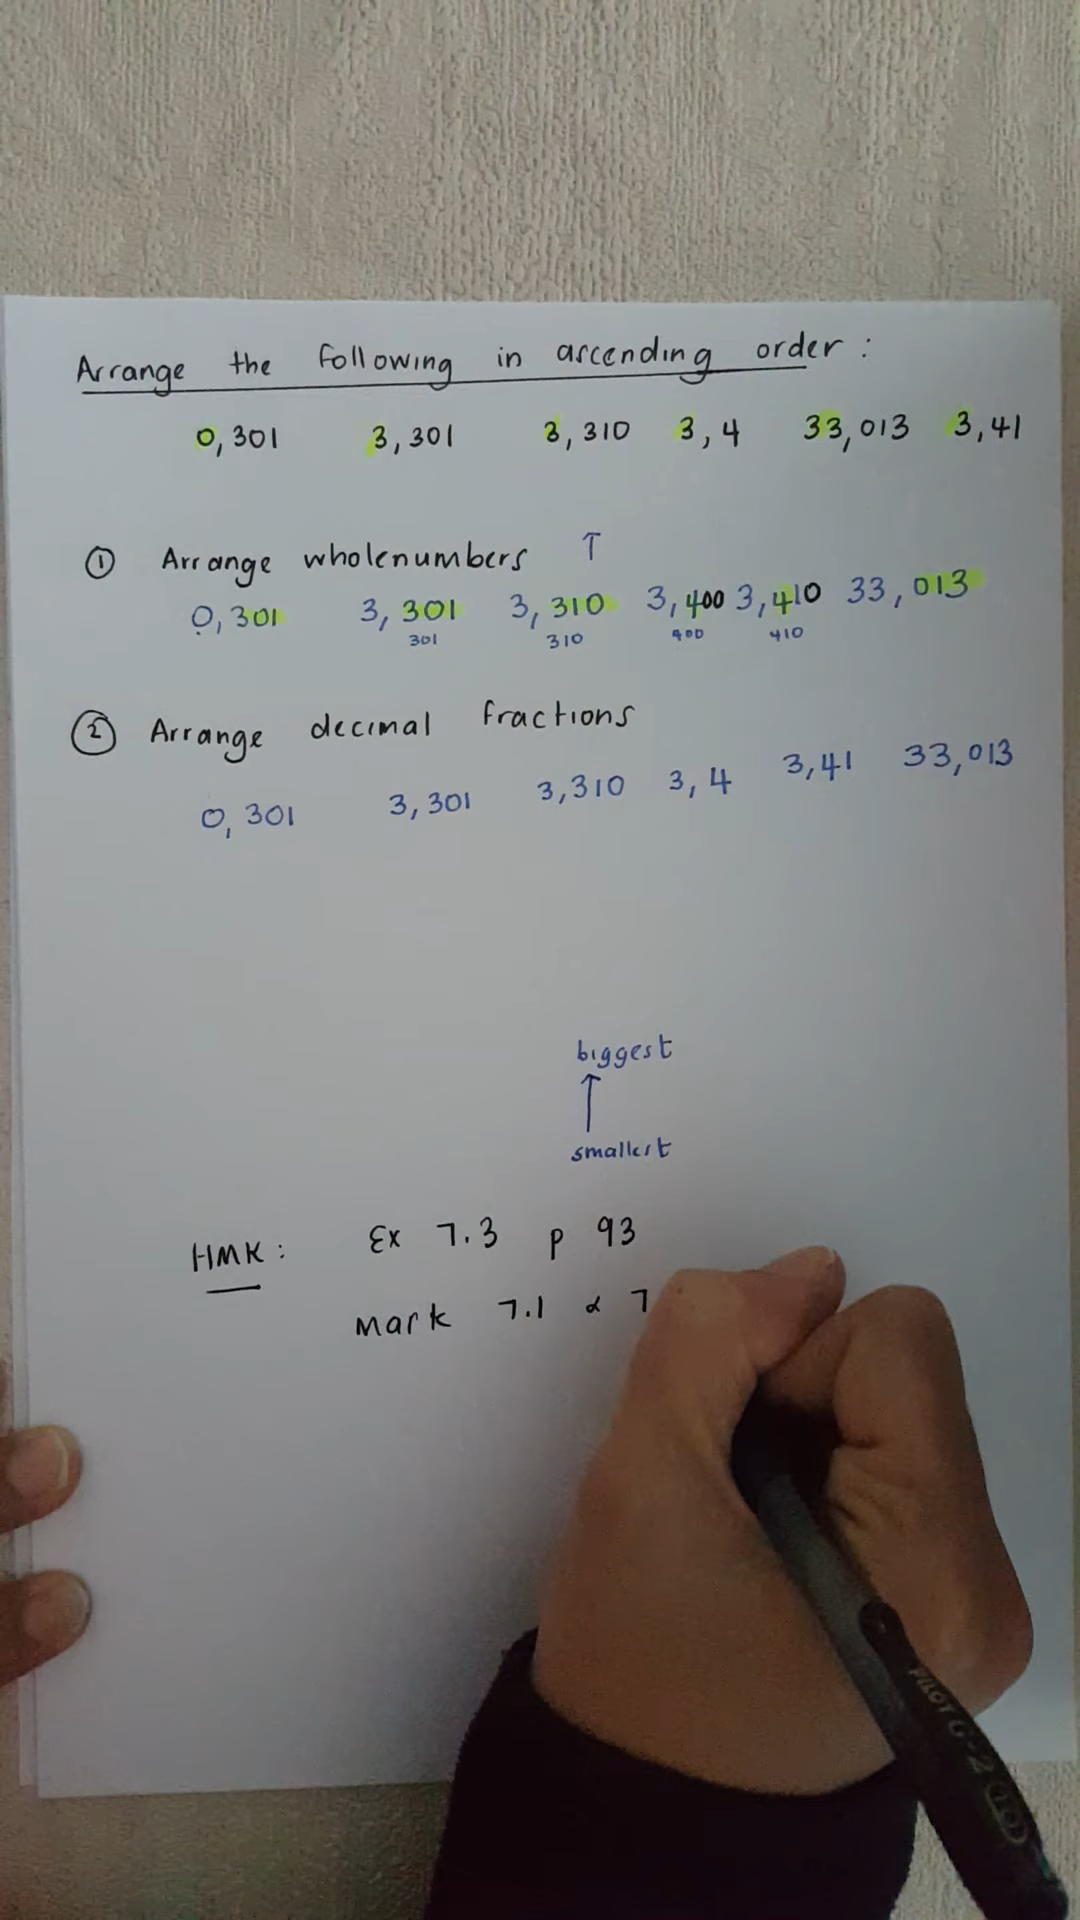 Arrange the following in ascending order :
0,301 3,301 3,310 3,4 33,013 3,41
① Arrange wholenumbers ↑
0,301 3,301 3,310 3,400 3,410 33,013
301 310 400 410
② Arrange decimal fractions
0,301 3,301 3,310 3,4 3,41 33,013
biggest
↑
smallest
HMK : Ex 7.3 p 93
Mark 7.1 & 7
PILOT G-2 10